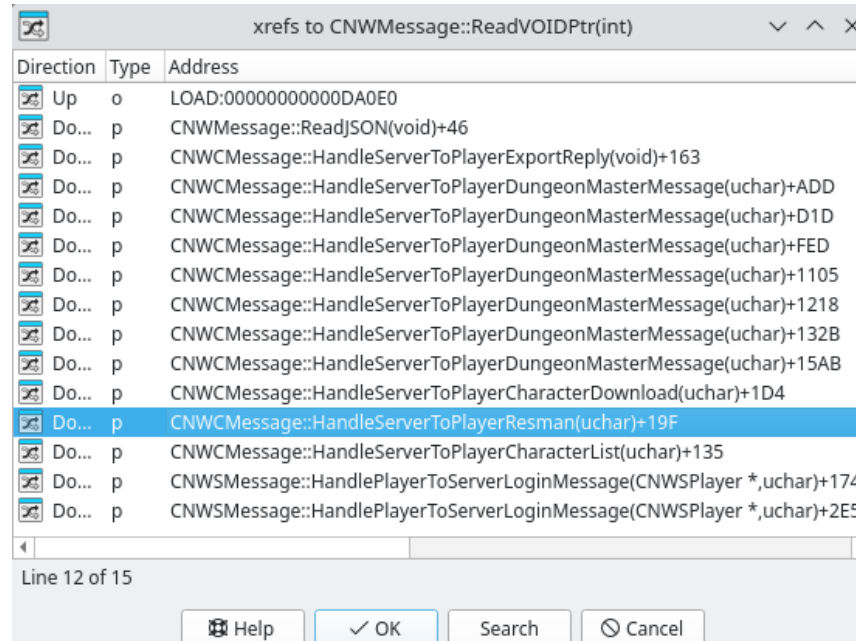 xrefs to CNWMessage::ReadVOIDPtr(int)
Direction Type Address
Up o LOAD:00000000000DA0E0
Do... p CNWMessage::ReadJSON(void)+46
Do... p CNWCMessage::HandleServerToPlayerExportReply(void)+163
Do... p CNWCMessage::HandleServerToPlayerDungeonMasterMessage(uchar)+ADD
Do... p CNWCMessage::HandleServerToPlayerDungeonMasterMessage(uchar)+D1D
Do... p CNWCMessage::HandleServerToPlayerDungeonMasterMessage(uchar)+FED
Do... p CNWCMessage::HandleServerToPlayerDungeonMasterMessage(uchar)+1105
Do... p CNWCMessage::HandleServerToPlayerDungeonMasterMessage(uchar)+1218
Do... p CNWCMessage::HandleServerToPlayerDungeonMasterMessage(uchar)+132B
Do... p CNWCMessage::HandleServerToPlayerDungeonMasterMessage(uchar)+15AB
Do... p CNWCMessage::HandleServerToPlayerCharacterDownload(uchar)+1D4
Do... p CNWCMessage::HandleServerToPlayerResman(uchar)+19F
Do... p CNWCMessage::HandleServerToPlayerCharacterList(uchar)+135
Do... p CNWSMessage::HandlePlayerToServerLoginMessage(CNWSPlayer *,uchar)+174
Do... p CNWSMessage::HandlePlayerToServerLoginMessage(CNWSPlayer *,uchar)+2E5
Line 12 of 15
Help OK Search Cancel